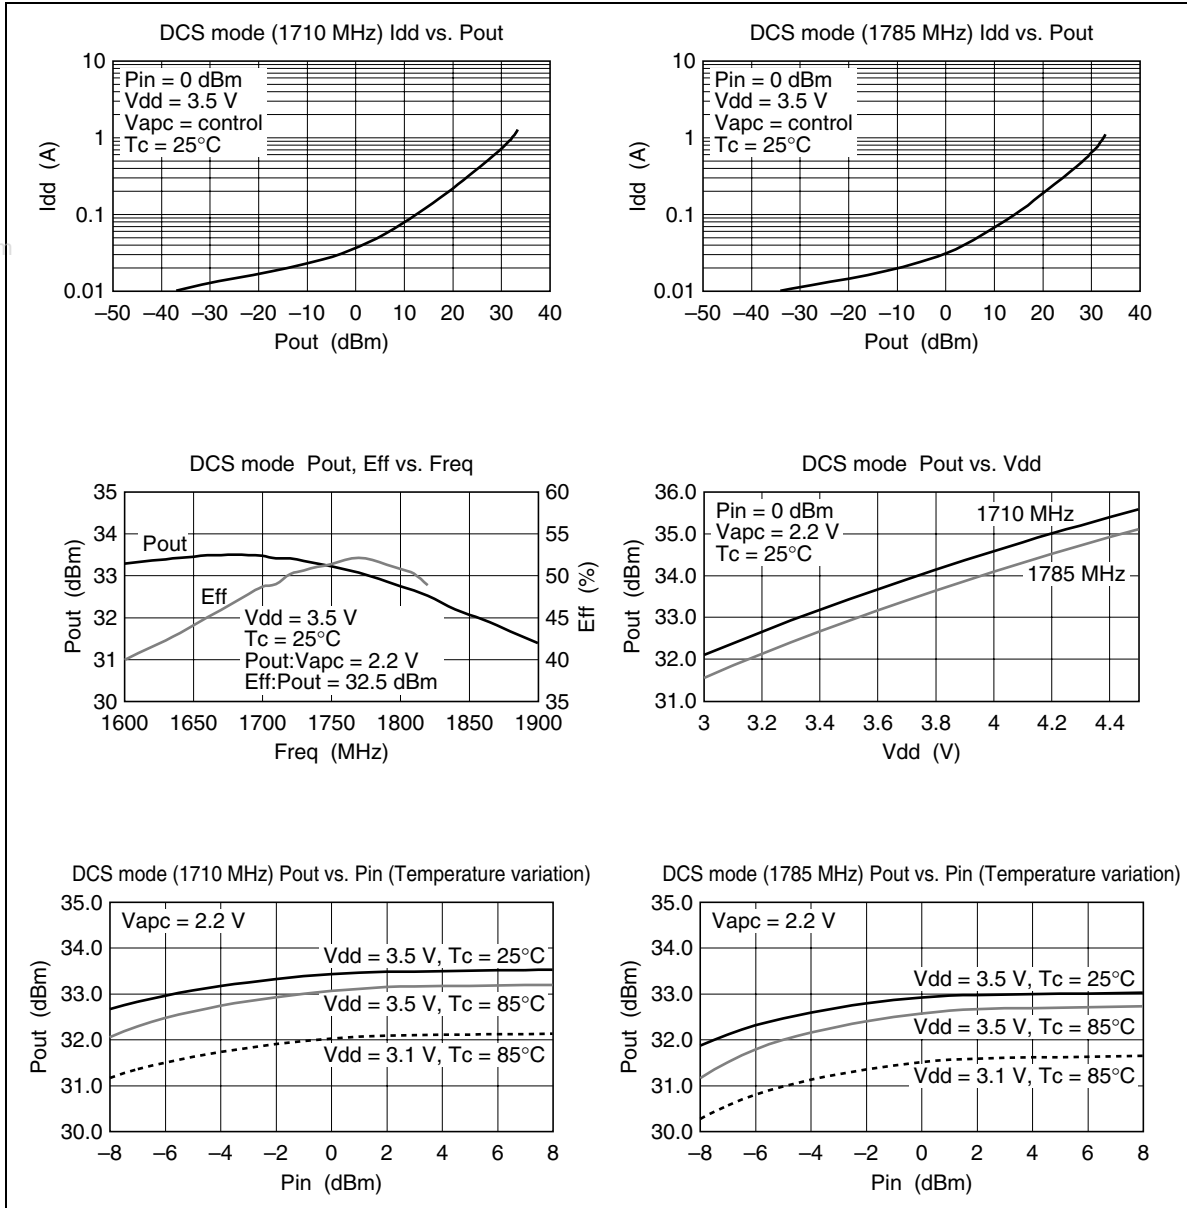 DCS mode (1710 MHz) Idd vs. Pout
10
1
0.1
0.01
Idd (A)
Pin = 0 dBm
Vdd = 3.5 V
Vapc = control
Tc = 25°C
–50 –40 –30 –20 –10 0 10 20 30 40
Pout (dBm)
DCS mode (1785 MHz) Idd vs. Pout
10
1
0.1
0.01
Idd (A)
Pin = 0 dBm
Vdd = 3.5 V
Vapc = control
Tc = 25°C
–50 –40 –30 –20 –10 0 10 20 30 40
Pout (dBm)
DCS mode Pout, Eff vs. Freq
35
34
33
32
31
30
Pout (dBm)
60
55
50
45
40
35
Eff (%)
Pout
Eff
Vdd = 3.5 V
Tc = 25°C
Pout:Vapc = 2.2 V
Eff:Pout = 32.5 dBm
1600 1650 1700 1750 1800 1850 1900
Freq (MHz)
DCS mode Pout vs. Vdd
36.0
35.0
34.0
33.0
32.0
31.0
Pout (dBm)
Pin = 0 dBm
Vapc = 2.2 V
Tc = 25°C
1710 MHz
1785 MHz
3 3.2 3.4 3.6 3.8 4 4.2 4.4
Vdd (V)
DCS mode (1710 MHz) Pout vs. Pin (Temperature variation)
35.0
34.0
33.0
32.0
31.0
30.0
Pout (dBm)
Vapc = 2.2 V
Vdd = 3.5 V, Tc = 25°C
Vdd = 3.5 V, Tc = 85°C
Vdd = 3.1 V, Tc = 85°C
–8 –6 –4 –2 0 2 4 6 8
Pin (dBm)
DCS mode (1785 MHz) Pout vs. Pin (Temperature variation)
35.0
34.0
33.0
32.0
31.0
30.0
Pout (dBm)
Vapc = 2.2 V
Vdd = 3.5 V, Tc = 25°C
Vdd = 3.5 V, Tc = 85°C
Vdd = 3.1 V, Tc = 85°C
–8 –6 –4 –2 0 2 4 6 8
Pin (dBm)